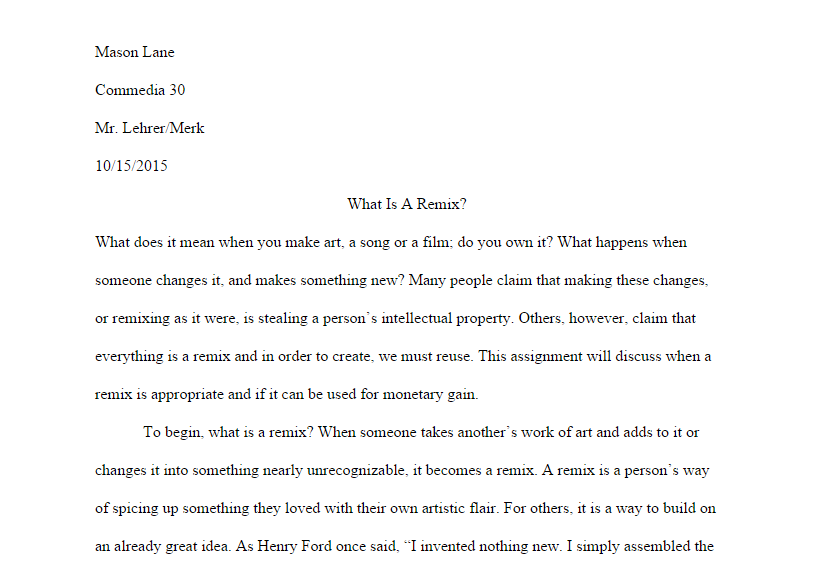 Mason Lane
Commedia 30
Mr. Lehrer/Merk
10/15/2015
What Is A Remix?
What does it mean when you make art, a song or a film; do you own it? What happens when
someone changes it, and makes something new? Many people claim that making these changes,
or remixing as it were, is stealing a person’s intellectual property. Others, however, claim that
everything is a remix and in order to create, we must reuse. This assignment will discuss when a
remix is appropriate and if it can be used for monetary gain.
To begin, what is a remix? When someone takes another’s work of art and adds to it or
changes it into something nearly unrecognizable, it becomes a remix. A remix is a person’s way
of spicing up something they loved with their own artistic flair. For others, it is a way to build on
an already great idea. As Henry Ford once said, “I invented nothing new. I simply assembled the